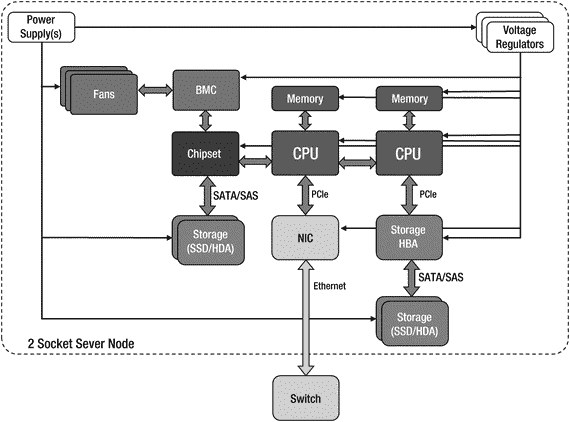 Power
Supply(s)
Voltage
Regulators
Fans
BMC
Memory
Memory
Chipset
CPU
CPU
SATA/SAS
PCIe
PCIe
Storage
(SSD/HDA)
NIC
Storage
HBA
Ethernet
SATA/SAS
Storage
(SSD/HDA)
2 Socket Sever Node
Switch